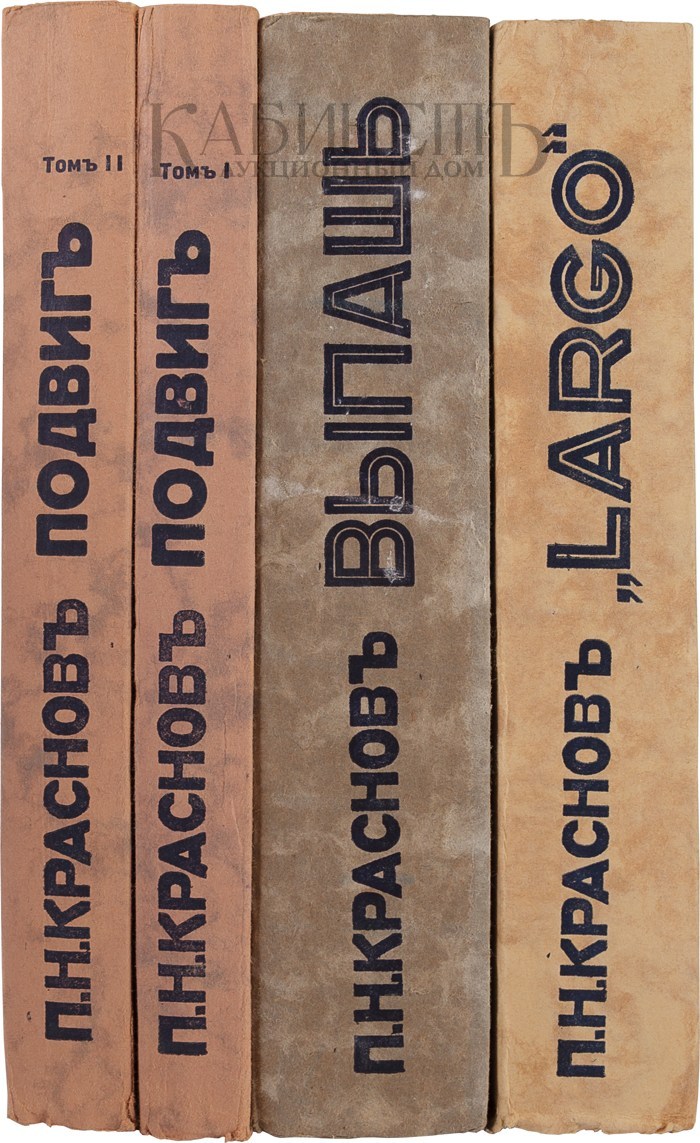 КАБИНЕТЪ
АУКЦИОННЫЙ ДОМ
Томъ II
П.Н.КРАСНОВЪ ПОДВИГЪ
Томъ I
П.Н.КРАСНОВЪ ПОДВИГЪ
П.Н.КРАСНОВЪ ВЫПАШЬ
П.Н.КРАСНОВЪ „LARGO“